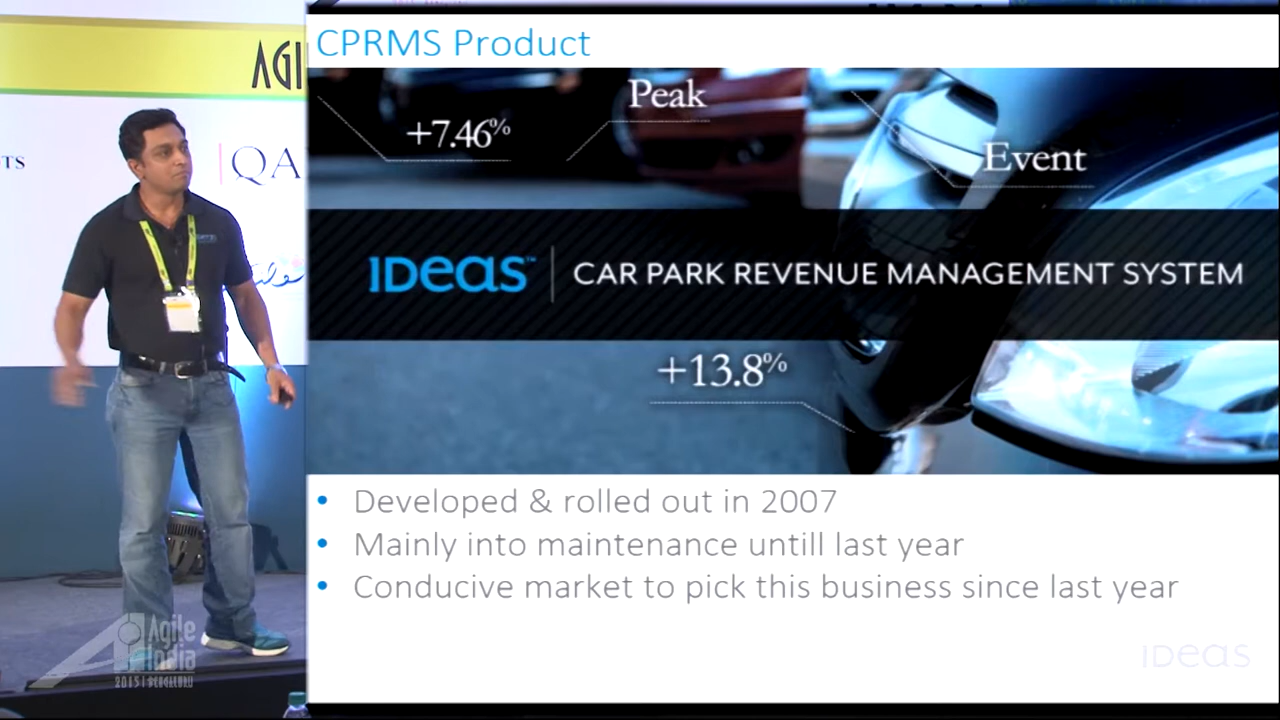 CPRMS Product
AGI
Peak
+7.46%
Event
TS
QA
IDeaS™ | CAR PARK REVENUE MANAGEMENT SYSTEM
+13.8%
• Developed & rolled out in 2007
• Mainly into maintenance untill last year
• Conducive market to pick this business since last year
Agile
India
2015 | BENGALURU
IDeaS